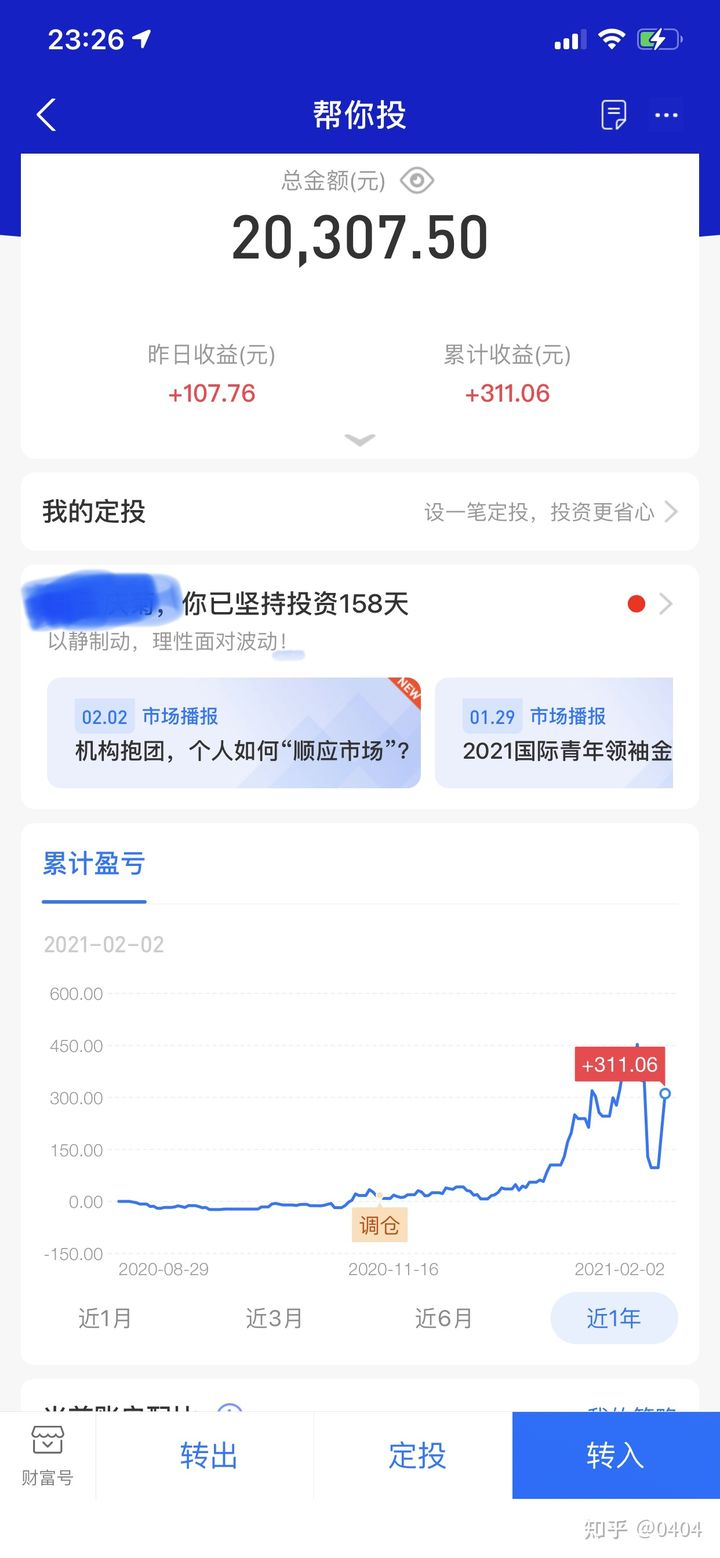 23:26
帮你投
总金额(元)
20,307.50
昨日收益(元) 累计收益(元)
+107.76 +311.06
我的定投 设一笔定投，投资更省心
，你已坚持投资158天
以静制动，理性面对波动！
NEW
02.02 市场播报
机构抱团，个人如何“顺应市场”？
01.29 市场播报
2021国际青年领袖金
累计盈亏
2021-02-02
600.00
450.00
+311.06
300.00
150.00
0.00
调仓
-150.00
2020-08-29 2020-11-16 2021-02-02
近1月 近3月 近6月 近1年
财富号 转出 定投 转入
知乎 @0404